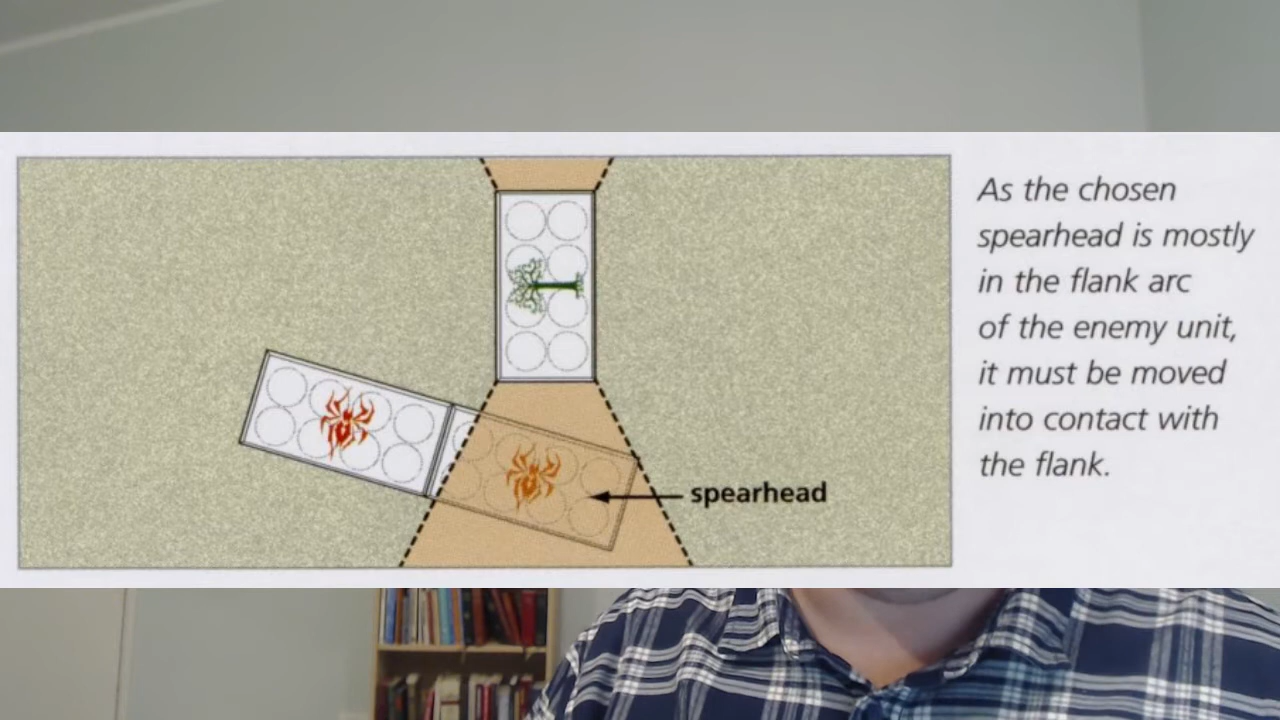 As the chosen
spearhead is mostly
in the flank arc
of the enemy unit,
it must be moved
into contact with
the flank.
spearhead